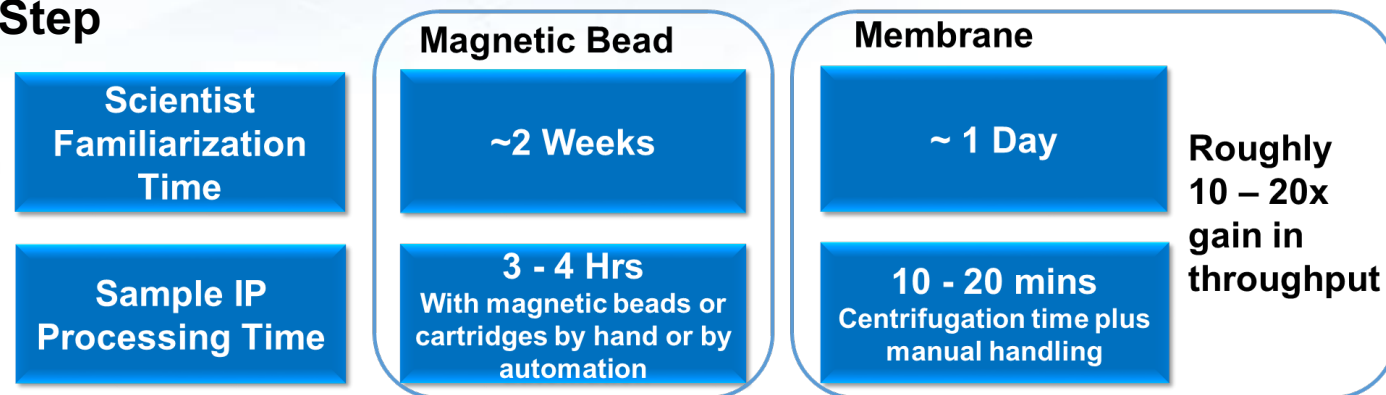 Step
Magnetic Bead
Membrane
Scientist
Familiarization
Time
~2 Weeks
~ 1 Day
Sample IP
Processing Time
3 - 4 Hrs
With magnetic beads or
cartridges by hand or by
automation
10 - 20 mins
Centrifugation time plus
manual handling
Roughly
10 – 20x
gain in
throughput